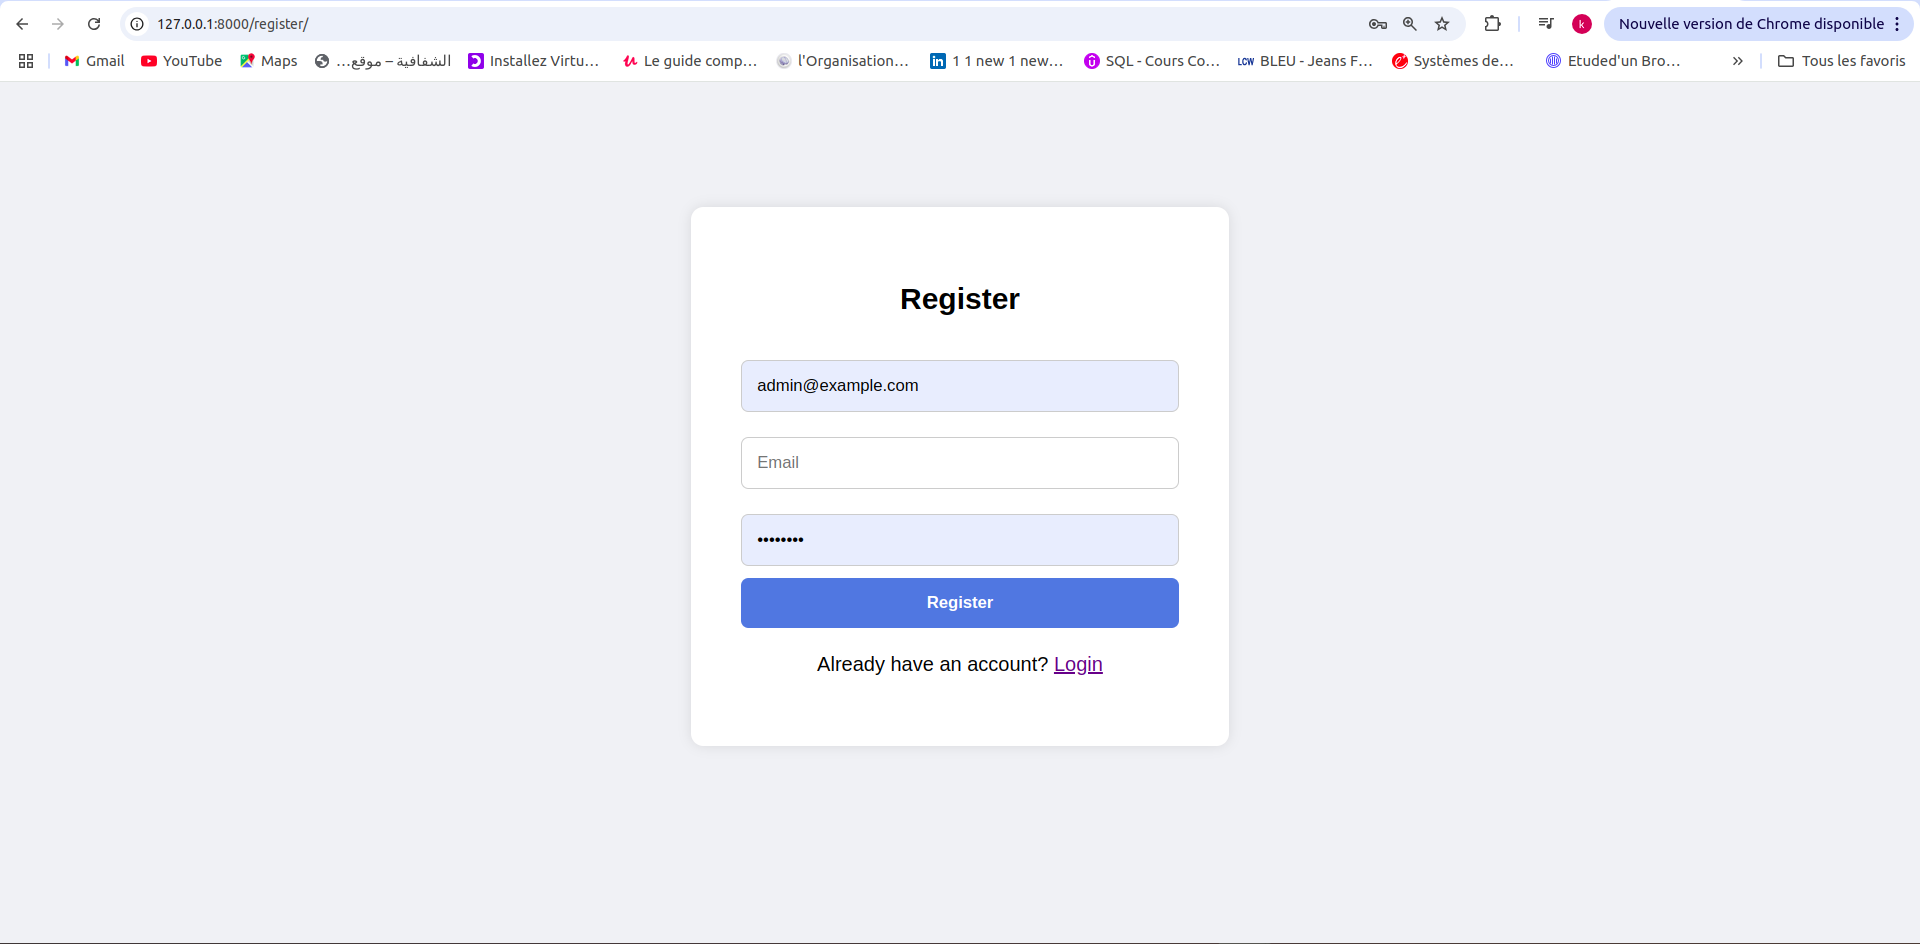 127.0.0.1:8000/register/
k
Nouvelle version de Chrome disponible
Gmail
YouTube
Maps
الشفافية – موقع...
Installez Virtu...
Le guide comp...
l'Organisation...
in
1 1 new 1 new...
SQL - Cours Co...
LCW
BLEU - Jeans F...
Systèmes de...
Etuded'un Bro...
Tous les favoris
Register
admin@example.com
Email
••••••••
Register
Already have an account? Login